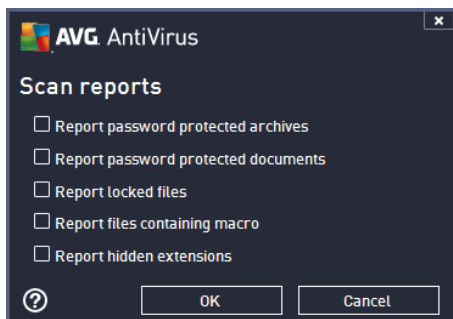 AVG. AntiVirus
Scan reports
Report password protected archives
Report password protected documents
Report locked files
Report files containing macro
Report hidden extensions
OK
Cancel